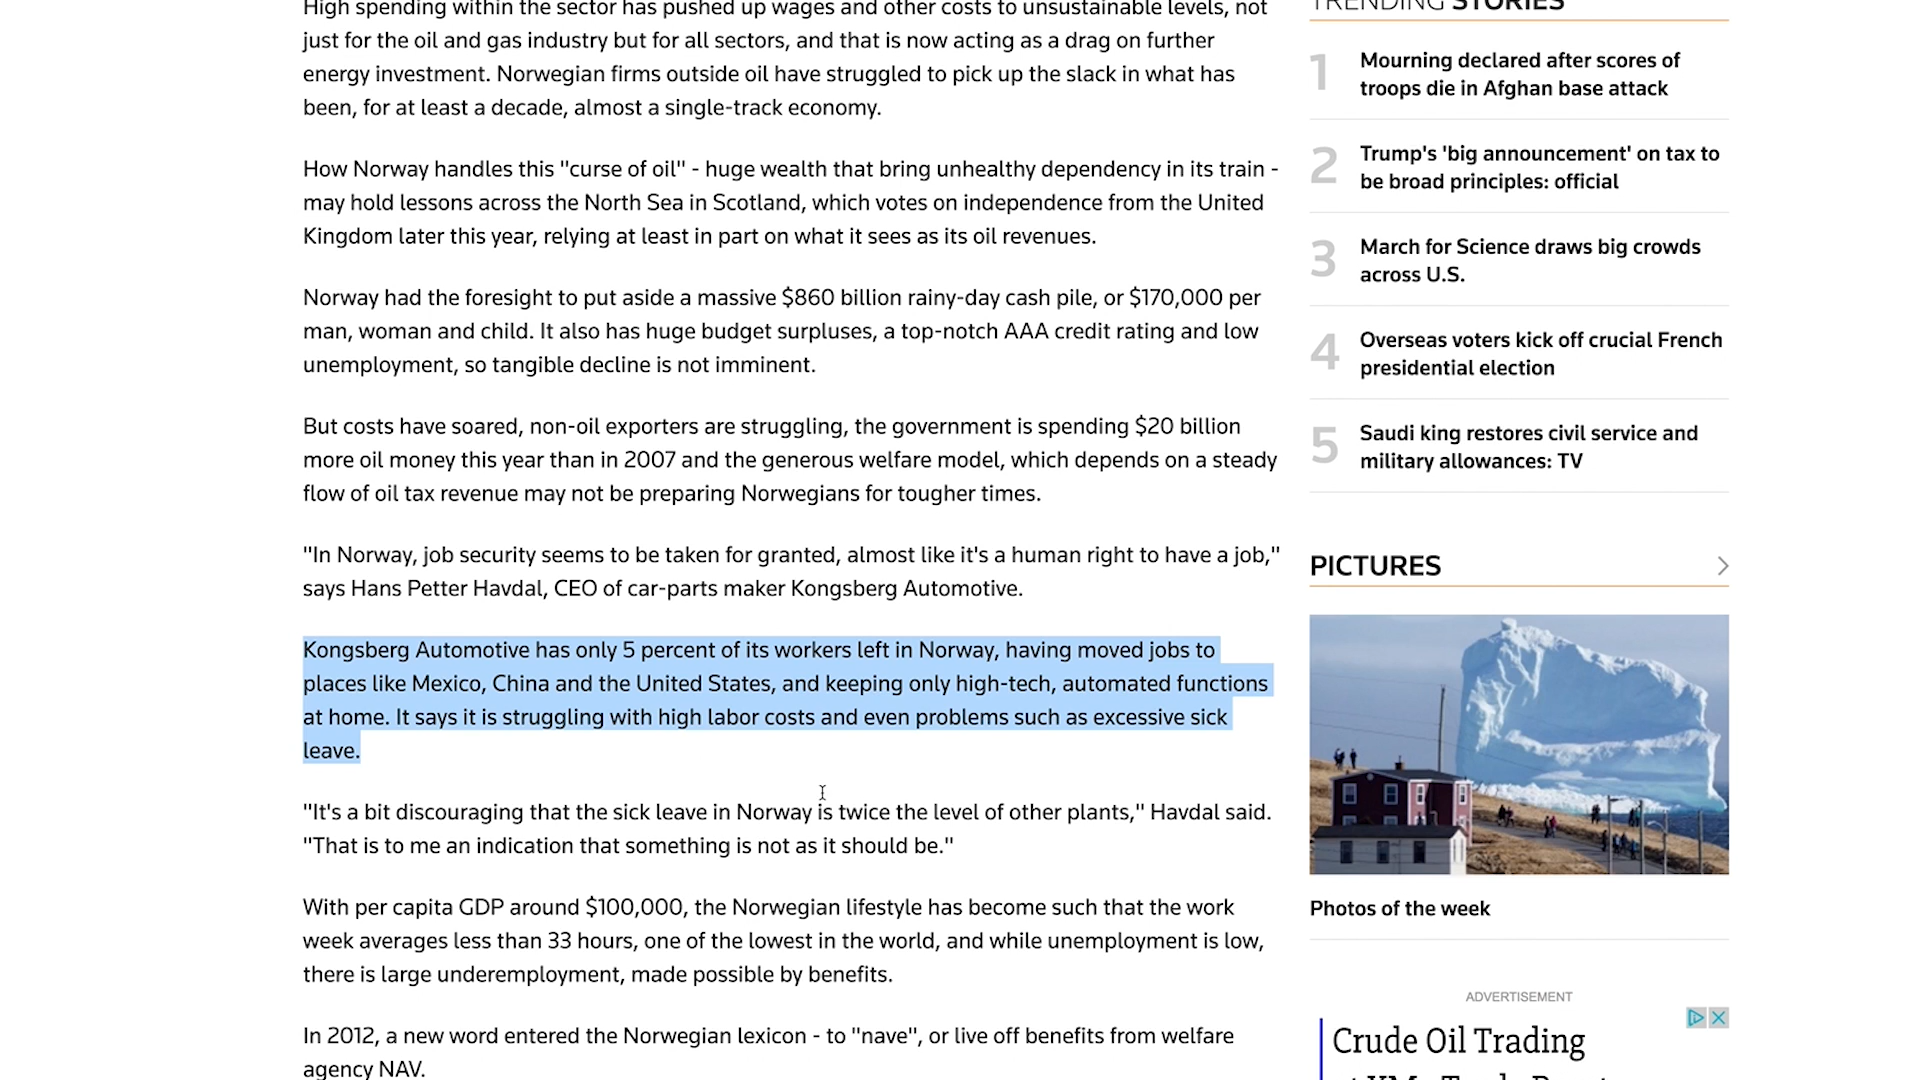 High spending within the sector has pushed up wages and other costs to unsustainable levels, not
just for the oil and gas industry but for all sectors, and that is now acting as a drag on further
energy investment. Norwegian firms outside oil have struggled to pick up the slack in what has
been, for at least a decade, almost a single-track economy.
How Norway handles this "curse of oil" - huge wealth that bring unhealthy dependency in its train -
may hold lessons across the North Sea in Scotland, which votes on independence from the United
Kingdom later this year, relying at least in part on what it sees as its oil revenues.
Norway had the foresight to put aside a massive $860 billion rainy-day cash pile, or $170,000 per
man, woman and child. It also has huge budget surpluses, a top-notch AAA credit rating and low
unemployment, so tangible decline is not imminent.
But costs have soared, non-oil exporters are struggling, the government is spending $20 billion
more oil money this year than in 2007 and the generous welfare model, which depends on a steady
flow of oil tax revenue may not be preparing Norwegians for tougher times.
"In Norway, job security seems to be taken for granted, almost like it's a human right to have a job,"
says Hans Petter Havdal, CEO of car-parts maker Kongsberg Automotive.
Kongsberg Automotive has only 5 percent of its workers left in Norway, having moved jobs to
places like Mexico, China and the United States, and keeping only high-tech, automated functions
at home. It says it is struggling with high labor costs and even problems such as excessive sick
leave.
"It's a bit discouraging that the sick leave in Norway is twice the level of other plants," Havdal said.
"That is to me an indication that something is not as it should be."
With per capita GDP around $100,000, the Norwegian lifestyle has become such that the work
week averages less than 33 hours, one of the lowest in the world, and while unemployment is low,
there is large underemployment, made possible by benefits.
In 2012, a new word entered the Norwegian lexicon - to "nave", or live off benefits from welfare
agency NAV.
TRENDING STORIES
1 Mourning declared after scores of
troops die in Afghan base attack
2 Trump's 'big announcement' on tax to
be broad principles: official
3 March for Science draws big crowds
across U.S.
4 Overseas voters kick off crucial French
presidential election
5 Saudi king restores civil service and
military allowances: TV
PICTURES
Photos of the week
ADVERTISEMENT
Crude Oil Trading